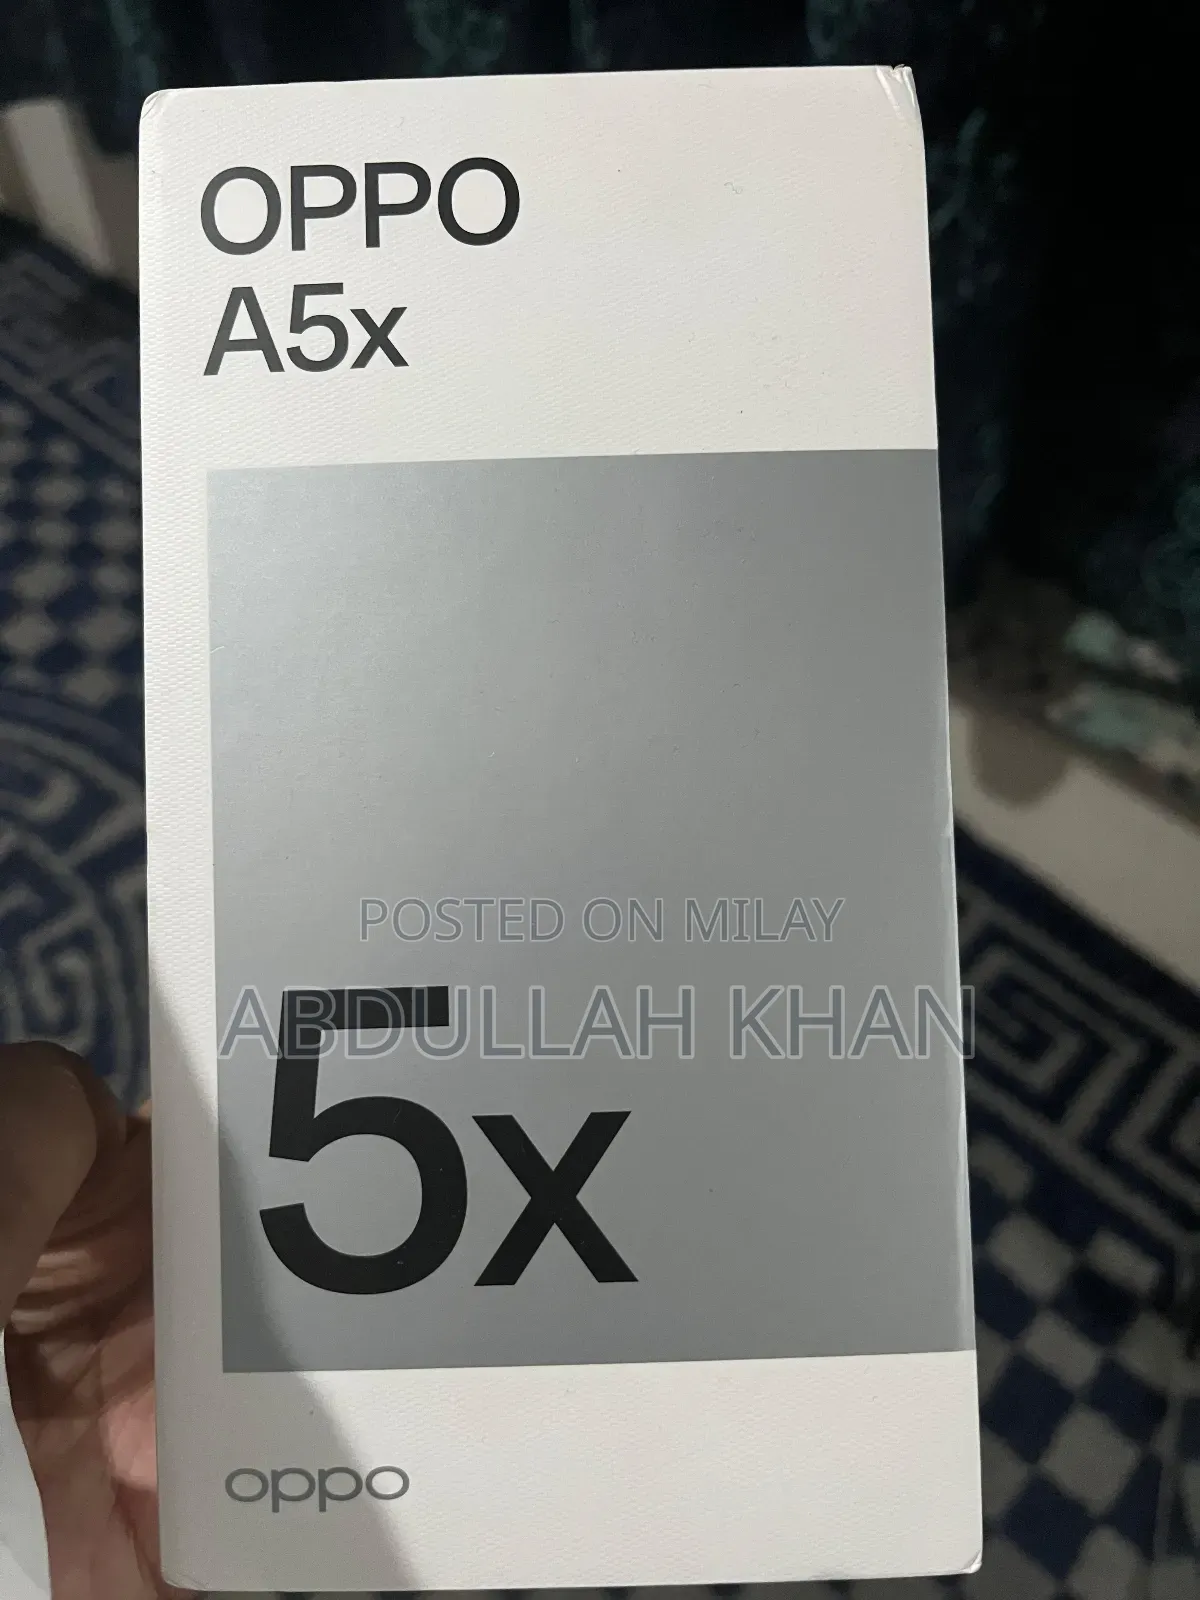 OPPO
A5x
POSTED ON MILAY
ABDULLAH KHAN
5x
oppo